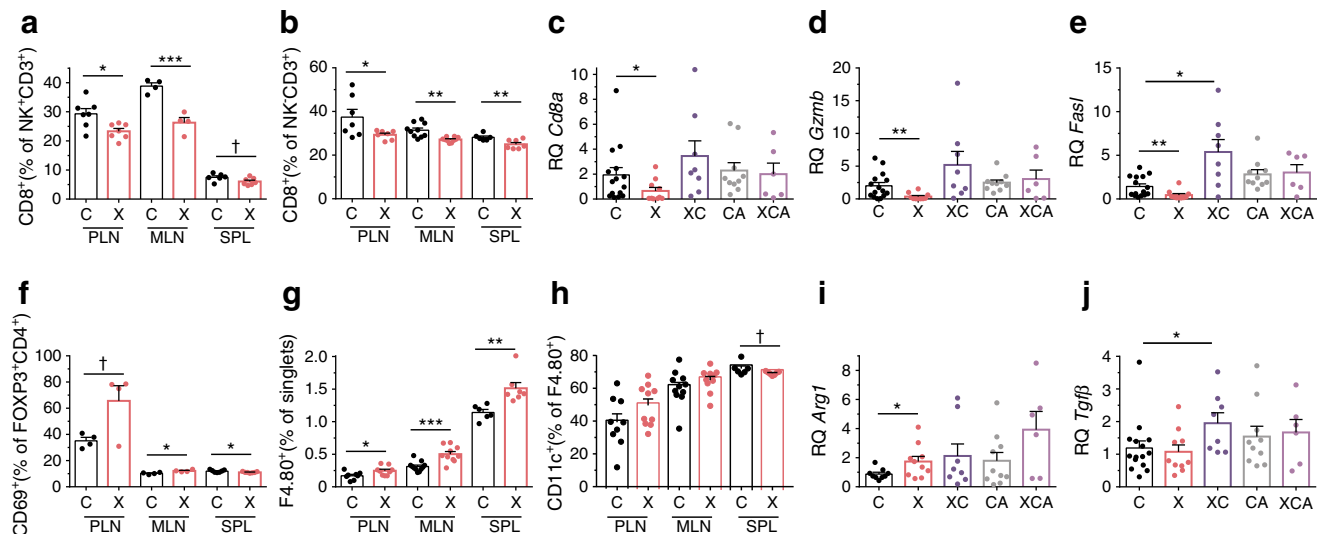 a
CD8⁺(% of NK⁺CD3⁺)
40
30
20
10
0
*
***
†
C X C X C X
PLN MLN SPL
b
CD8⁺(% of NK⁻CD3⁺)
60
40
20
0
*
**
**
C X C X C X
PLN MLN SPL
c
RQ Cd8a
10
8
6
4
2
0
*
C X XC CA XCA
d
RQ Gzmb
20
15
10
5
0
**
C X XC CA XCA
e
RQ Fasl
15
10
5
0
*
**
C X XC CA XCA
f
CD69⁺(% of FOXP3⁺CD4⁺)
100
80
60
40
20
0
†
*
*
C X C X C X
PLN MLN SPL
g
F4.80⁺(% of singlets)
2.0
1.5
1.0
0.5
0.0
*
***
**
C X C X C X
PLN MLN SPL
h
CD11c⁺(% of F4.80⁺)
100
80
60
40
20
0
†
C X C X C X
PLN MLN SPL
i
RQ Arg1
8
6
4
2
0
*
C X XC CA XCA
j
RQ Tgfβ
4
3
2
1
0
*
C X XC CA XCA